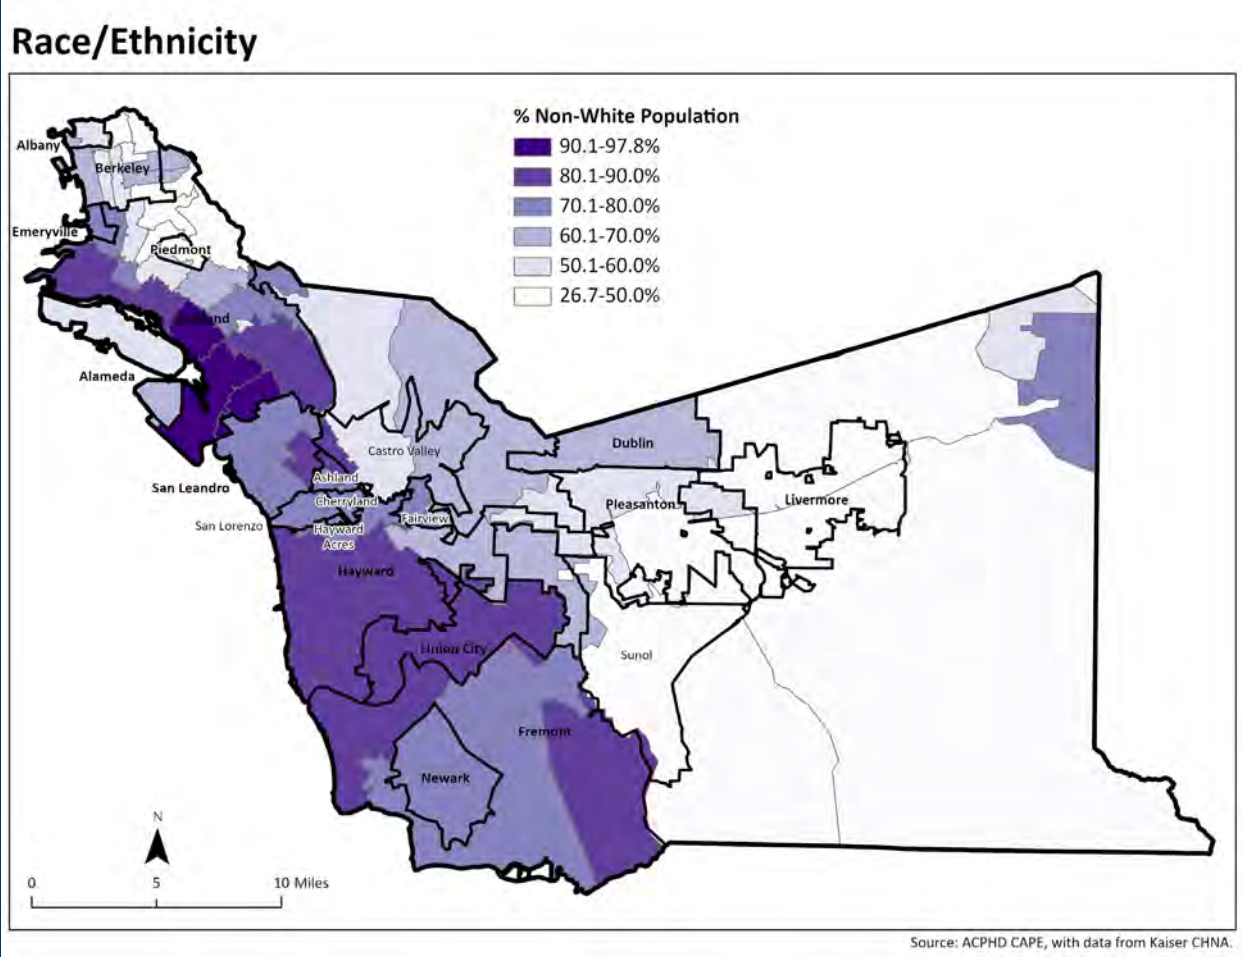 Race/Ethnicity
% Non-White Population
90.1-97.8%
80.1-90.0%
70.1-80.0%
60.1-70.0%
50.1-60.0%
26.7-50.0%
Albany
Berkeley
Emeryville
Piedmont
Alameda
Castro Valley
Dublin
Ashland
San Leandro
Cherryland
Pleasanton
Livermore
Fairview
San Lorenzo
Hayward
Acres
Hayward
Union City
Sunol
Fremont
Newark
N
0 5 10 Miles
Source: ACPHD CAPE, with data from Kaiser CHNA.